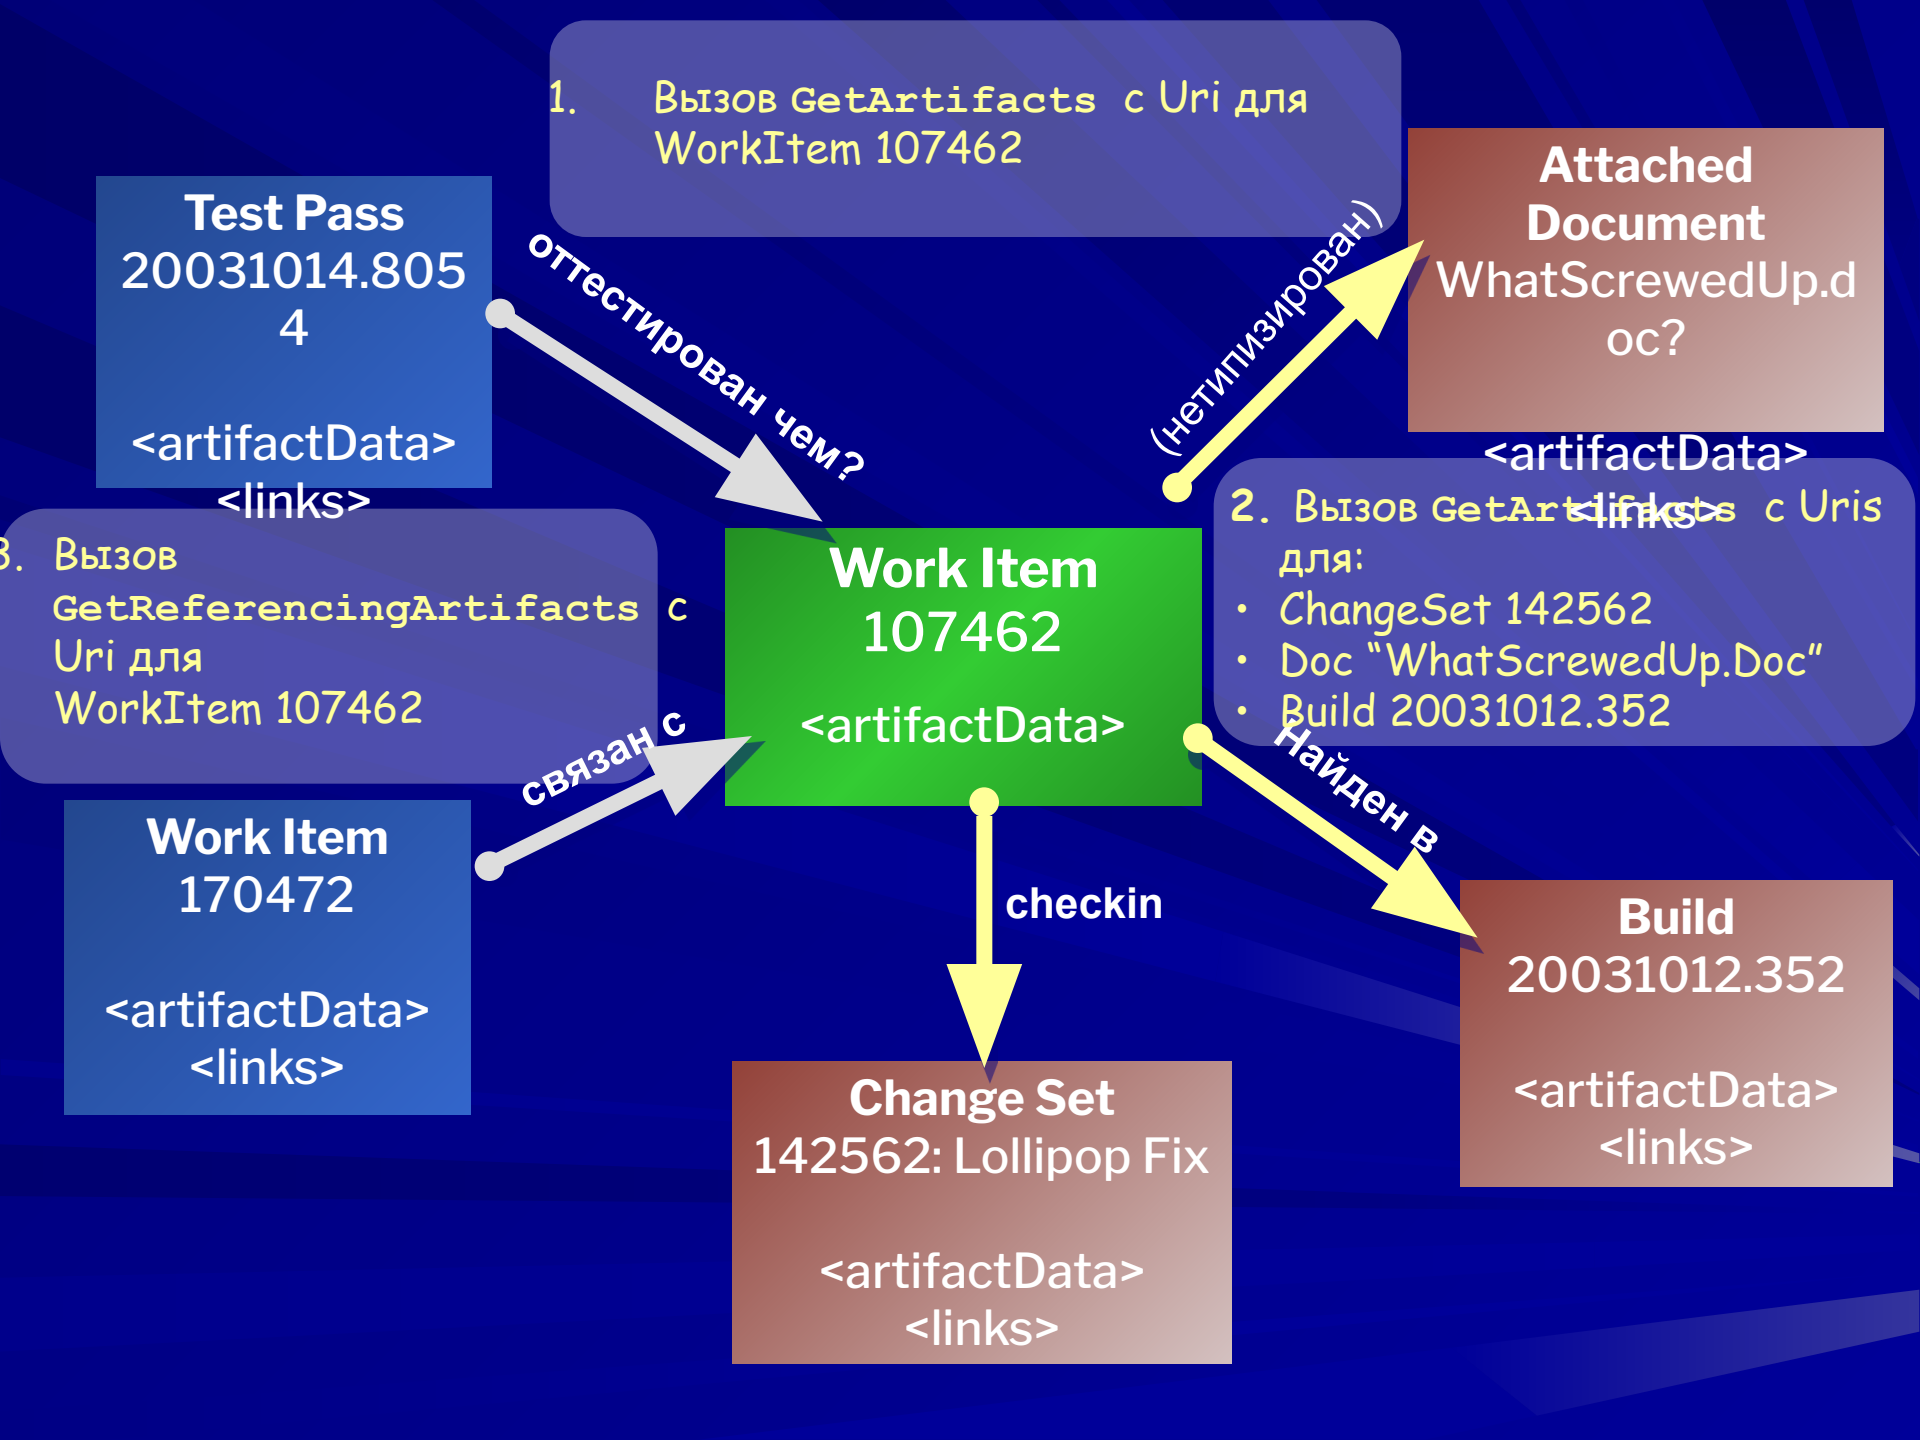 1. Вызов GetArtifacts с Uri для
WorkItem 107462
Attached
Document
WhatScrewedUp.d
oc?
<artifactData>
<links>
Test Pass
20031014.805
4
<artifactData>
<links>
оттестирован чем?
(нетипизирован)
2. Вызов GetArtifacts с Uris
для:
• ChangeSet 142562
• Doc “WhatScrewedUp.Doc”
• Build 20031012.352
3. Вызов
GetReferencingArtifacts с
Uri для
WorkItem 107462
Work Item
107462
<artifactData>
связан с
Найден в
Work Item
170472
<artifactData>
<links>
checkin
Build
20031012.352
<artifactData>
<links>
Change Set
142562: Lollipop Fix
<artifactData>
<links>